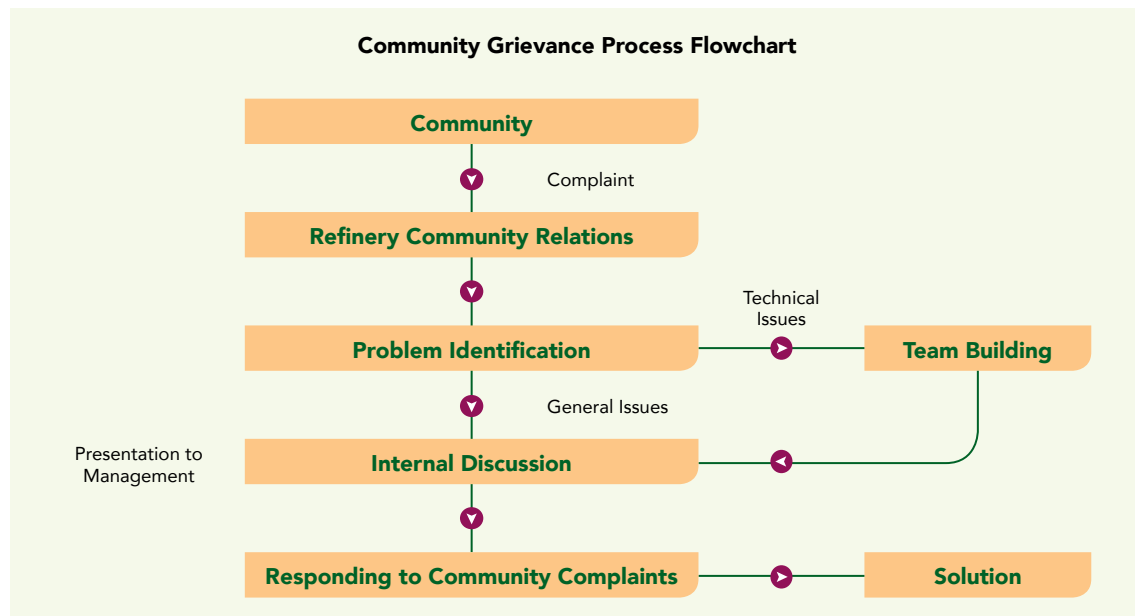 Community Grievance Process Flowchart
Community
Complaint
Refinery Community Relations
Technical
Issues
Problem Identification
Team Building
General Issues
Presentation to
Management
Internal Discussion
Responding to Community Complaints
Solution